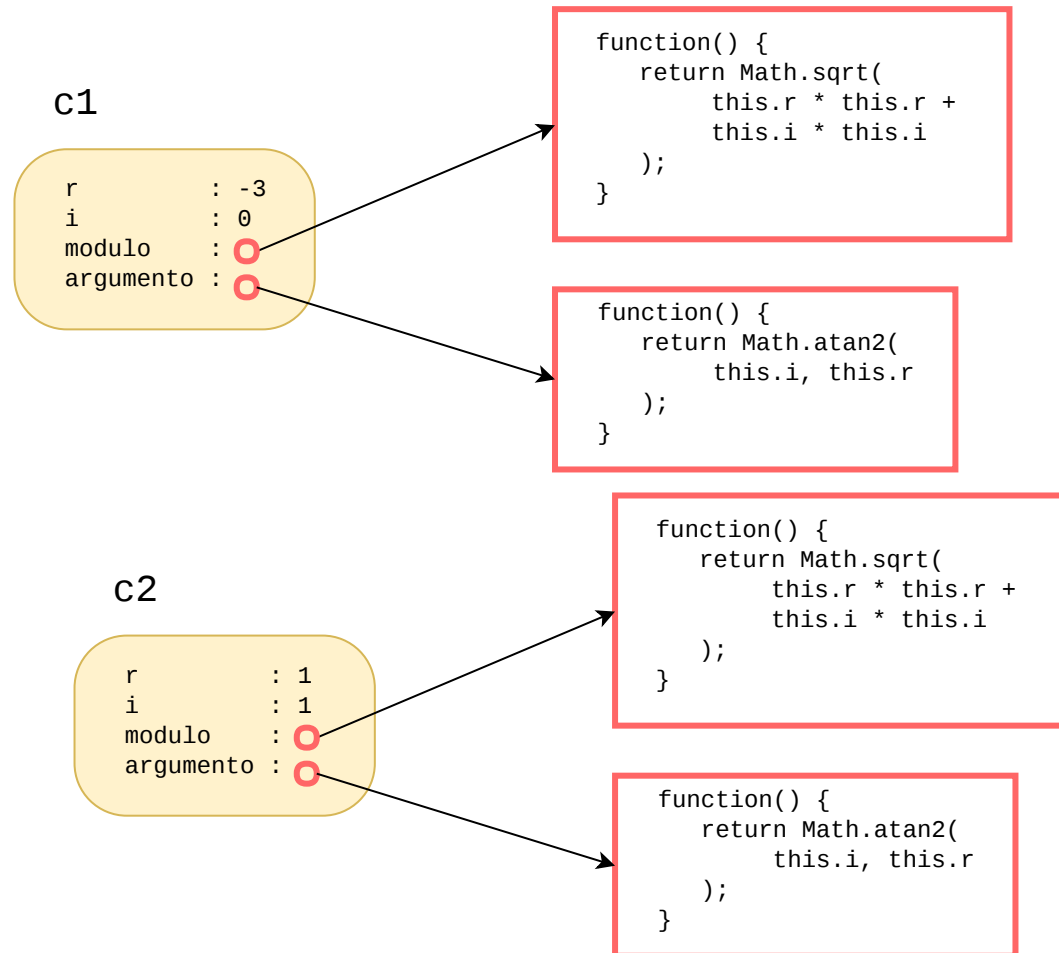 c1
r         : -3
i         : 0
modulo    :
argumento :
function() {
   return Math.sqrt(
        this.r * this.r +
        this.i * this.i
   );
}
function() {
   return Math.atan2(
        this.i, this.r
   );
}
c2
r         : 1
i         : 1
modulo    :
argumento :
function() {
   return Math.sqrt(
        this.r * this.r +
        this.i * this.i
   );
}
function() {
   return Math.atan2(
        this.i, this.r
   );
}